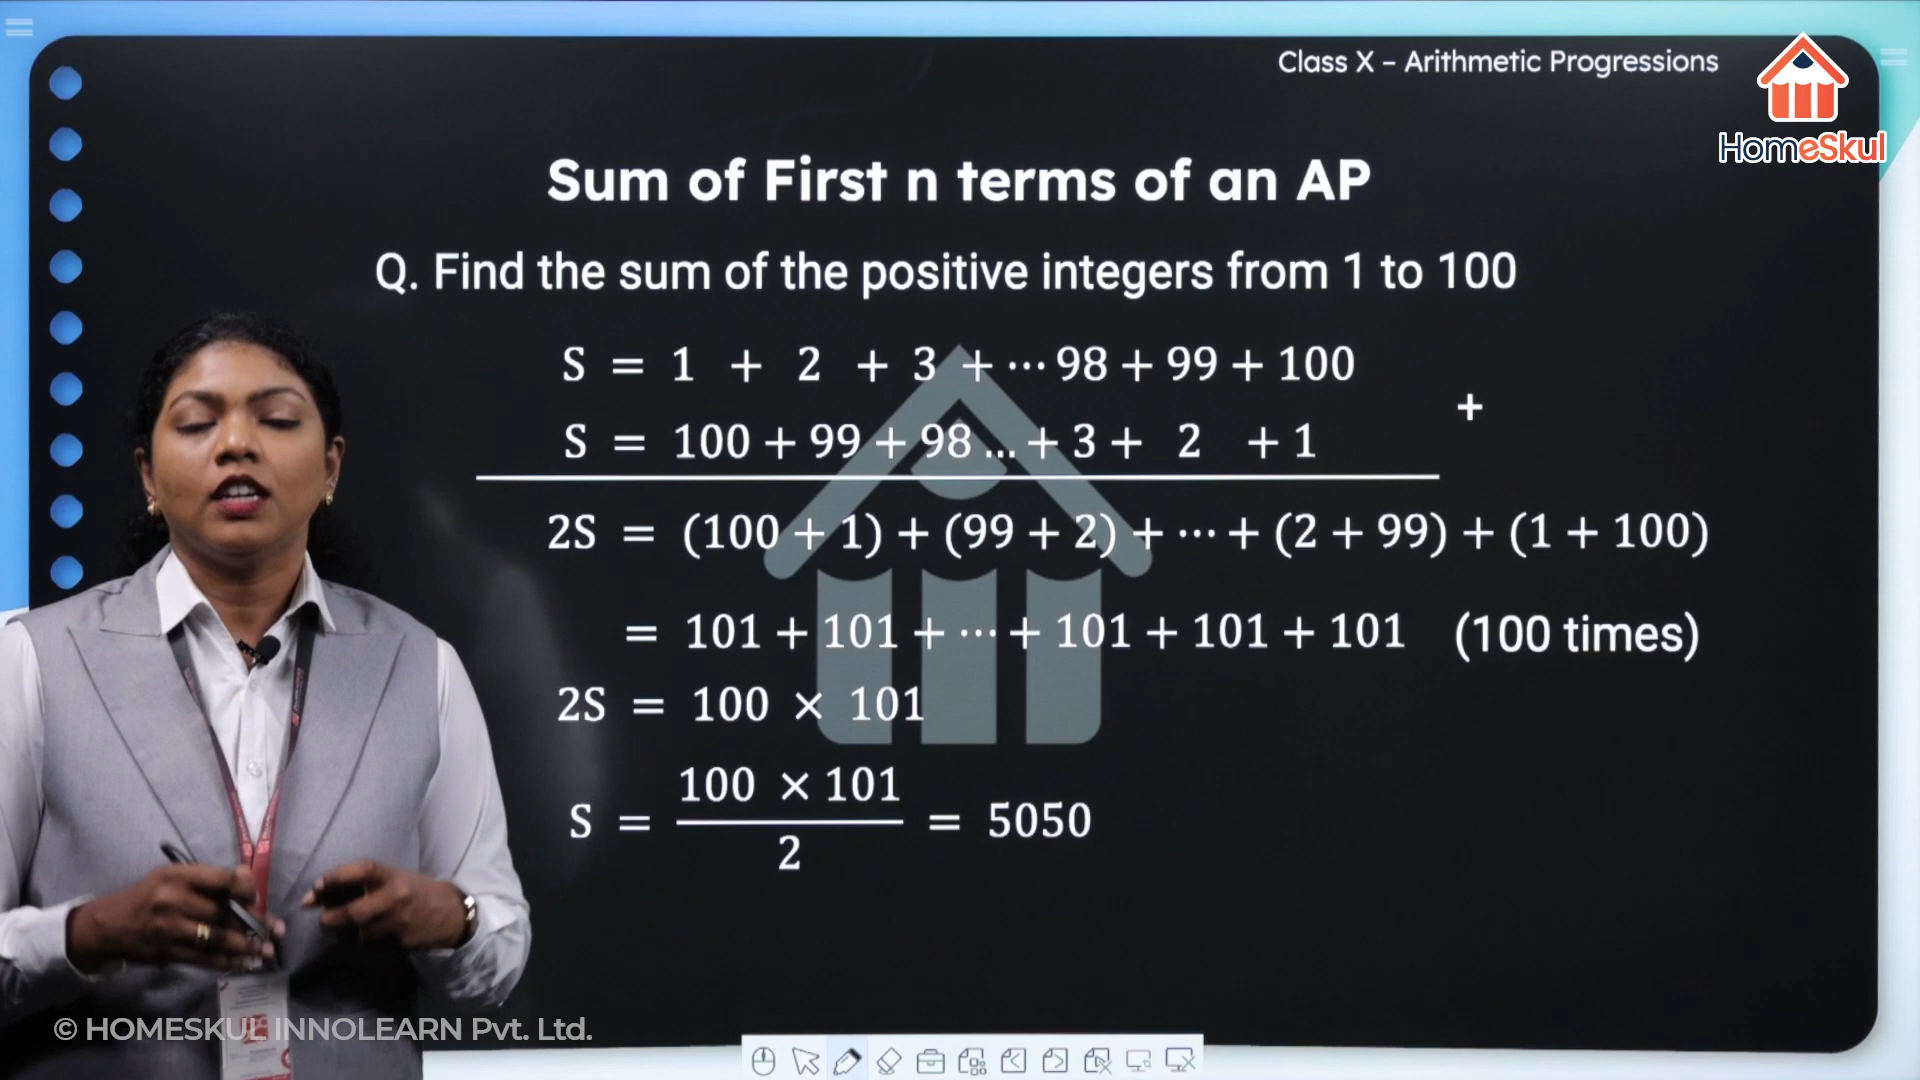 Class X – Arithmetic Progressions
HomeSkul
Sum of First n terms of an AP
Q. Find the sum of the positive integers from 1 to 100
S = 1 + 2 + 3 + ··· 98 + 99 + 100
+
S = 100 + 99 + 98 ... + 3 + 2 + 1
2S = (100 + 1) + (99 + 2) + ··· + (2 + 99) + (1 + 100)
= 101 + 101 + ··· + 101 + 101 + 101 (100 times)
2S = 100 × 101
S = 100 × 101 / 2 = 5050
© HOMESKUL INNOLEARN Pvt. Ltd.